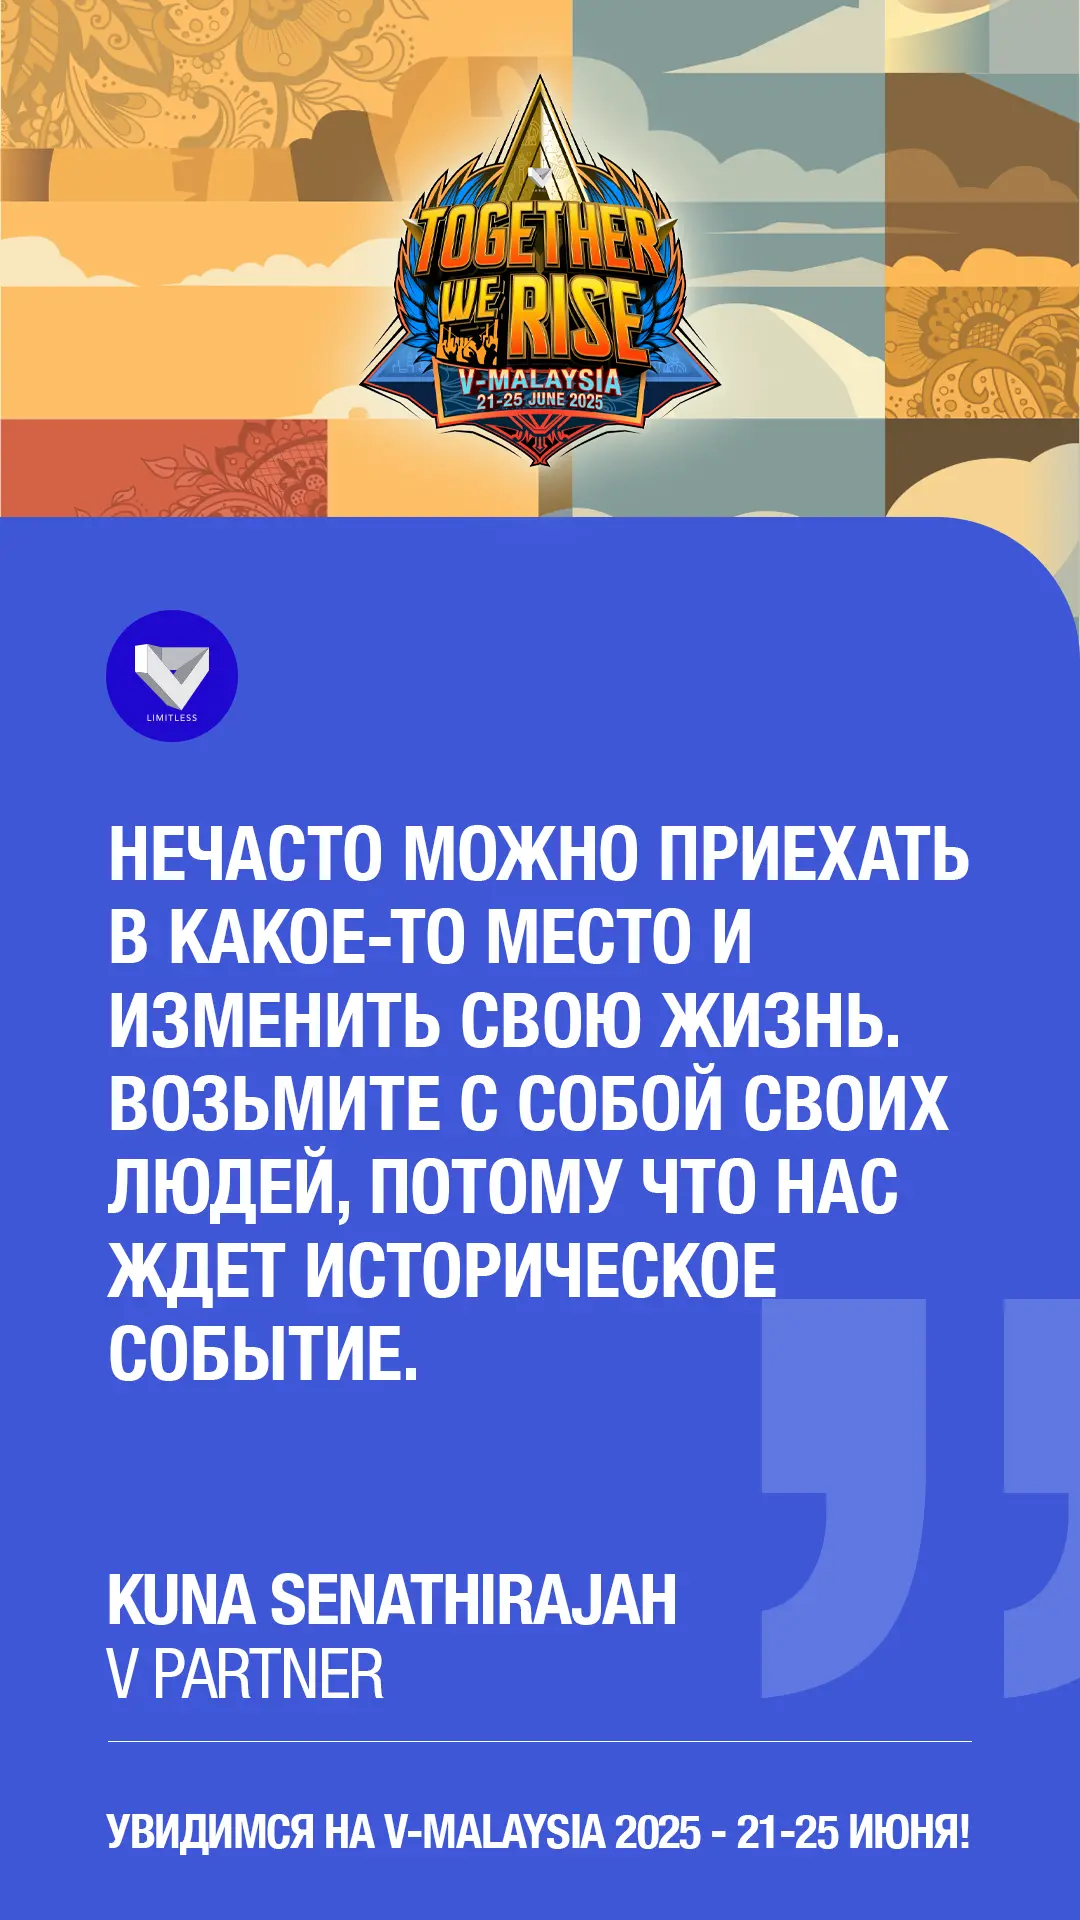 TOGETHER
WE RISE
V-MALAYSIA
21-25 JUNE 2025
LIMITLESS
НЕЧАСТО МОЖНО ПРИЕХАТЬ
В КАКОЕ-ТО МЕСТО И
ИЗМЕНИТЬ СВОЮ ЖИЗНЬ.
ВОЗЬМИТЕ С СОБОЙ СВОИХ
ЛЮДЕЙ, ПОТОМУ ЧТО НАС
ЖДЕТ ИСТОРИЧЕСКОЕ
СОБЫТИЕ.
KUNA SENATHIRAJAH
V PARTNER
УВИДИМСЯ НА V-MALAYSIA 2025 - 21-25 ИЮНЯ!